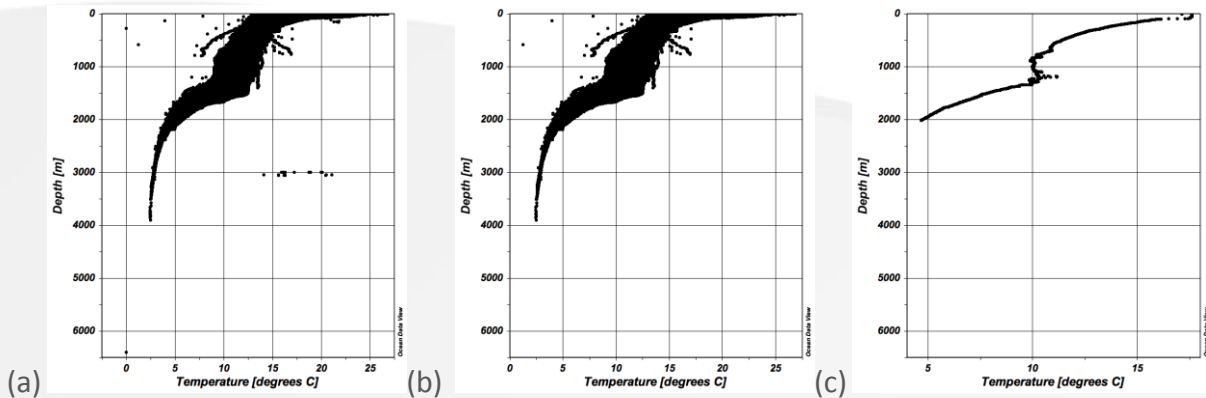 0
1000
2000
3000
4000
5000
6000
Depth [m]
0 5 10 15 20 25
Temperature [degrees C]
Ocean Data View
(a)
0
1000
2000
3000
4000
5000
6000
Depth [m]
0 5 10 15 20 25
Temperature [degrees C]
Ocean Data View
(b)
0
1000
2000
3000
4000
5000
6000
Depth [m]
5 10 15
Temperature [degrees C]
Ocean Data View
(c)